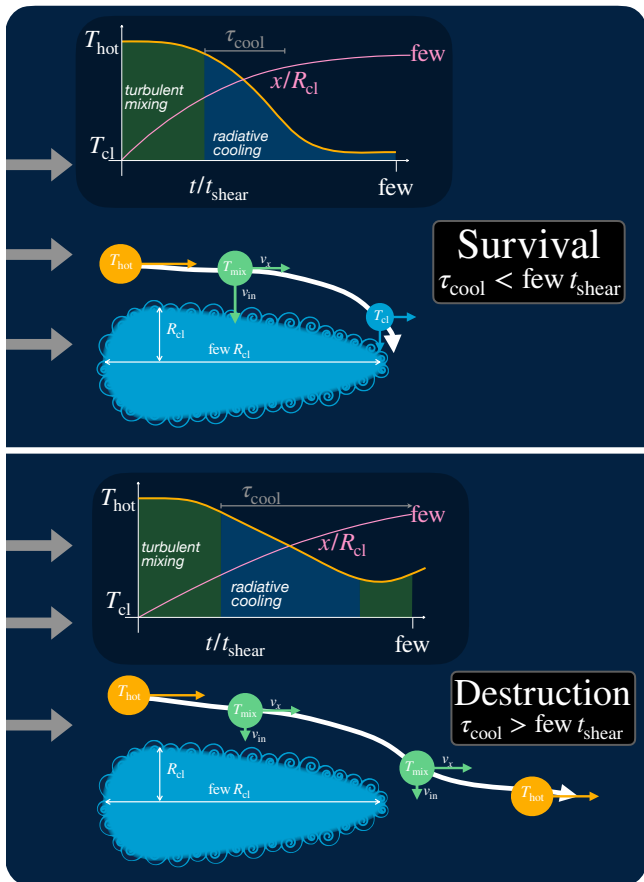 T_hot
τ_cool
few
x/R_cl
turbulent
mixing
radiative
cooling
T_cl
t/t_shear
few
Survival
τ_cool < few t_shear
T_hot
T_mix
v_x
v_in
T_cl
R_cl
few R_cl
T_hot
τ_cool
few
x/R_cl
turbulent
mixing
radiative
cooling
T_cl
t/t_shear
few
Destruction
τ_cool > few t_shear
T_hot
T_mix
v_x
v_in
R_cl
few R_cl
T_mix
v_x
v_in
T_hot